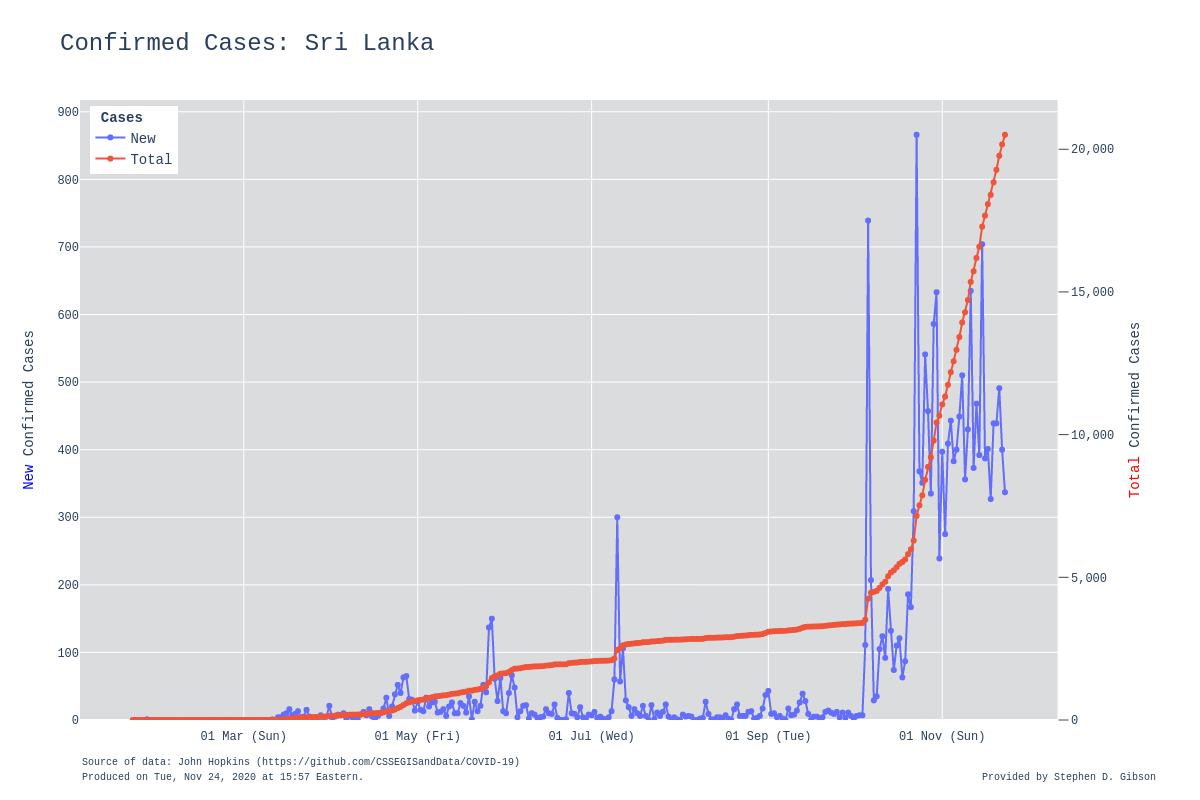 Confirmed Cases: Sri Lanka
Cases
New
Total
900
800
700
600
500
400
300
200
100
0
20,000
15,000
10,000
5,000
0
New Confirmed Cases
Total Confirmed Cases
01 Mar (Sun)
01 May (Fri)
01 Jul (Wed)
01 Sep (Tue)
01 Nov (Sun)
Source of data: John Hopkins (https://github.com/CSSEGISandData/COVID-19)
Produced on Tue, Nov 24, 2020 at 15:57 Eastern.
Provided by Stephen D. Gibson